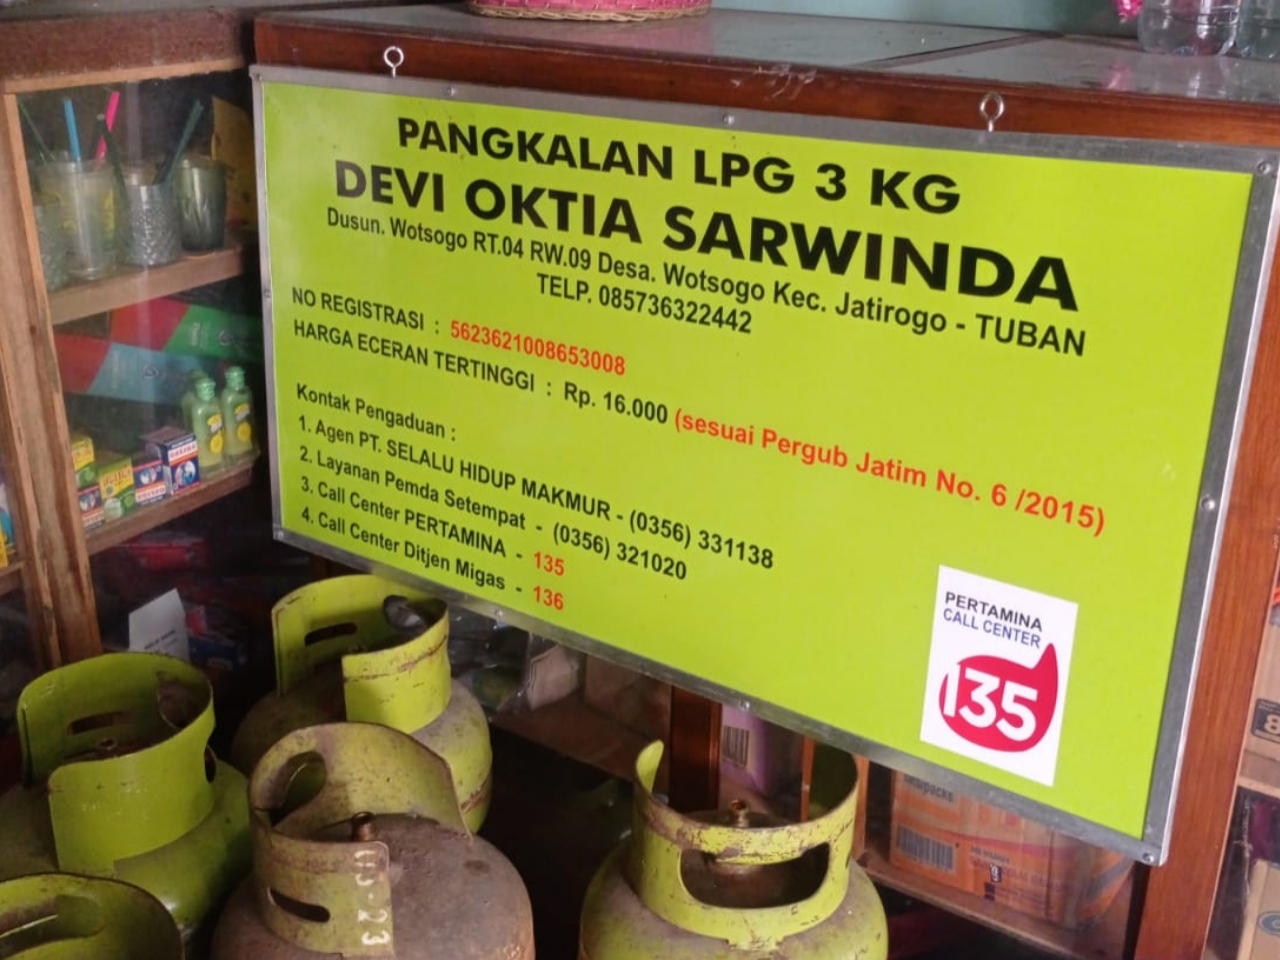 PANGKALAN LPG 3 KG
DEVI OKTIA SARWINDA
Dusun. Wotsogo RT.04 RW.09 Desa. Wotsogo Kec. Jatirogo - TUBAN
TELP. 085736322442
NO REGISTRASI : 5623621008653008
HARGA ECERAN TERTINGGI : Rp. 16.000 (sesuai Pergub Jatim No. 6 /2015)
Kontak Pengaduan :
1. Agen PT. SELALU HIDUP MAKMUR - (0356) 331138
2. Layanan Pemda Setempat - (0356) 321020
3. Call Center PERTAMINA - 135
4. Call Center Ditjen Migas - 136
PERTAMINA
CALL CENTER
135
03-23